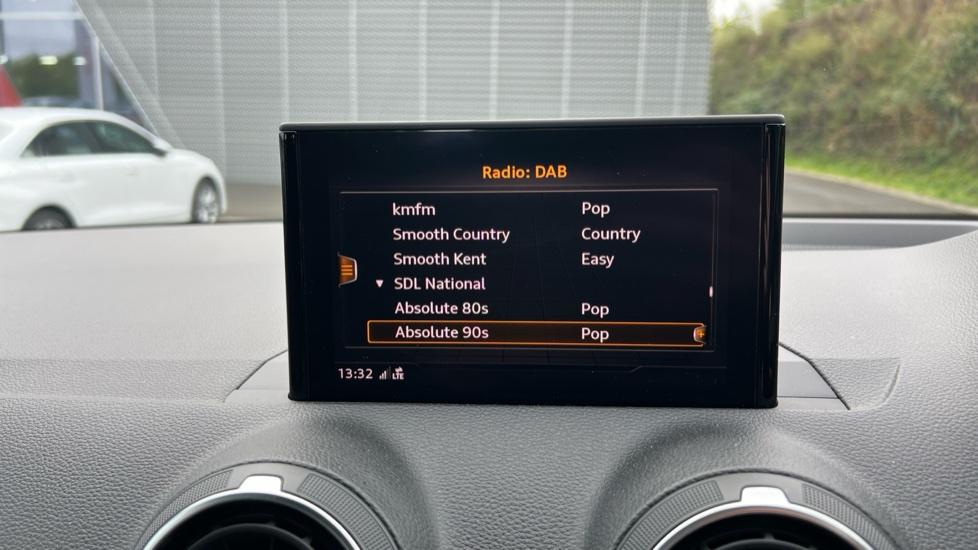 Radio: DAB
kmfm Pop
Smooth Country Country
Smooth Kent Easy
SDL National
Absolute 80s Pop
Absolute 90s Pop
13:32 LTE